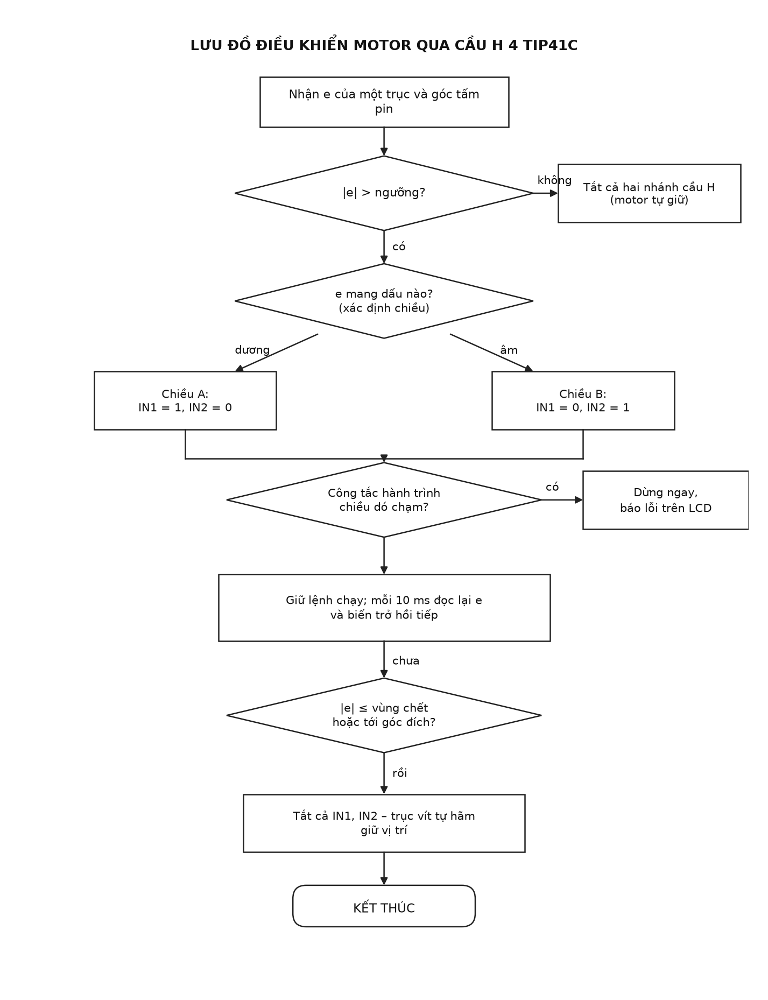 LƯU ĐỒ ĐIỀU KHIỂN MOTOR QUA CẦU H 4 TIP41C
Nhận e của một trục và góc tấm
pin
|e| > ngưỡng?
không
Tắt cả hai nhánh cầu H
(motor tự giữ)
có
e mang dấu nào?
(xác định chiều)
dương
âm
Chiều A:
IN1 = 1, IN2 = 0
Chiều B:
IN1 = 0, IN2 = 1
Công tắc hành trình
chiều đó chạm?
có
Dừng ngay,
báo lỗi trên LCD
Giữ lệnh chạy; mỗi 10 ms đọc lại e
và biến trở hồi tiếp
chưa
|e| ≤ vùng chết
hoặc tới góc đích?
rồi
Tắt cả IN1, IN2 – trục vít tự hãm
giữ vị trí
KẾT THÚC